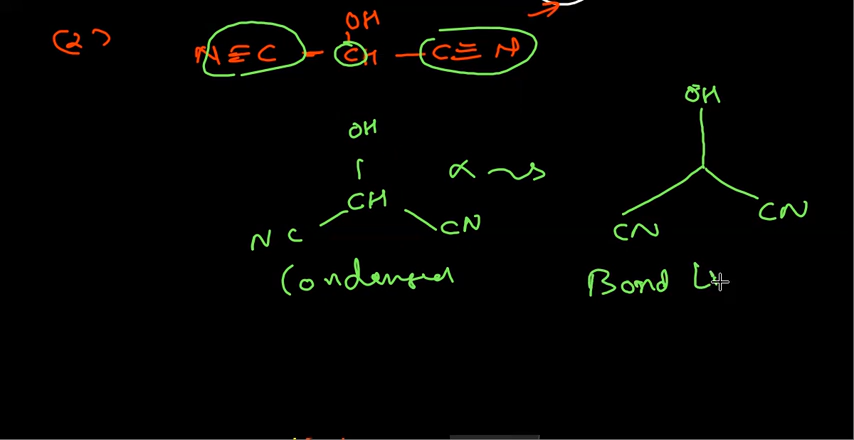 (2)
OH
N≡C - CH - C≡N
OH
OH
CH
NC
CN
CN
CN
Condensed
Bond L